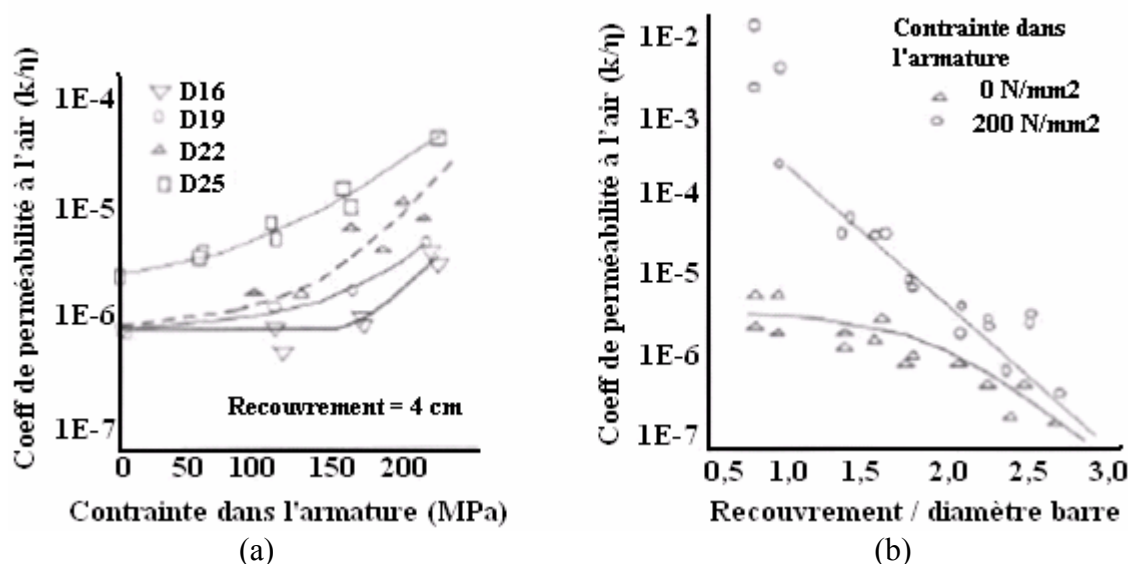 Coeff de perméabilité à l'air (k/η)
1E-4
1E-5
1E-6
1E-7
D16
D19
D22
D25
Recouvrement = 4 cm
0 50 100 150 200
Contrainte dans l'armature (MPa)
(a)
Coeff de perméabilité à l'air (k/η)
1E-2
1E-3
1E-4
1E-5
1E-6
1E-7
Contrainte dans
l'armature
0 N/mm2
200 N/mm2
0,5 1,0 1,5 2,0 2,5 3,0
Recouvrement / diamètre barre
(b)